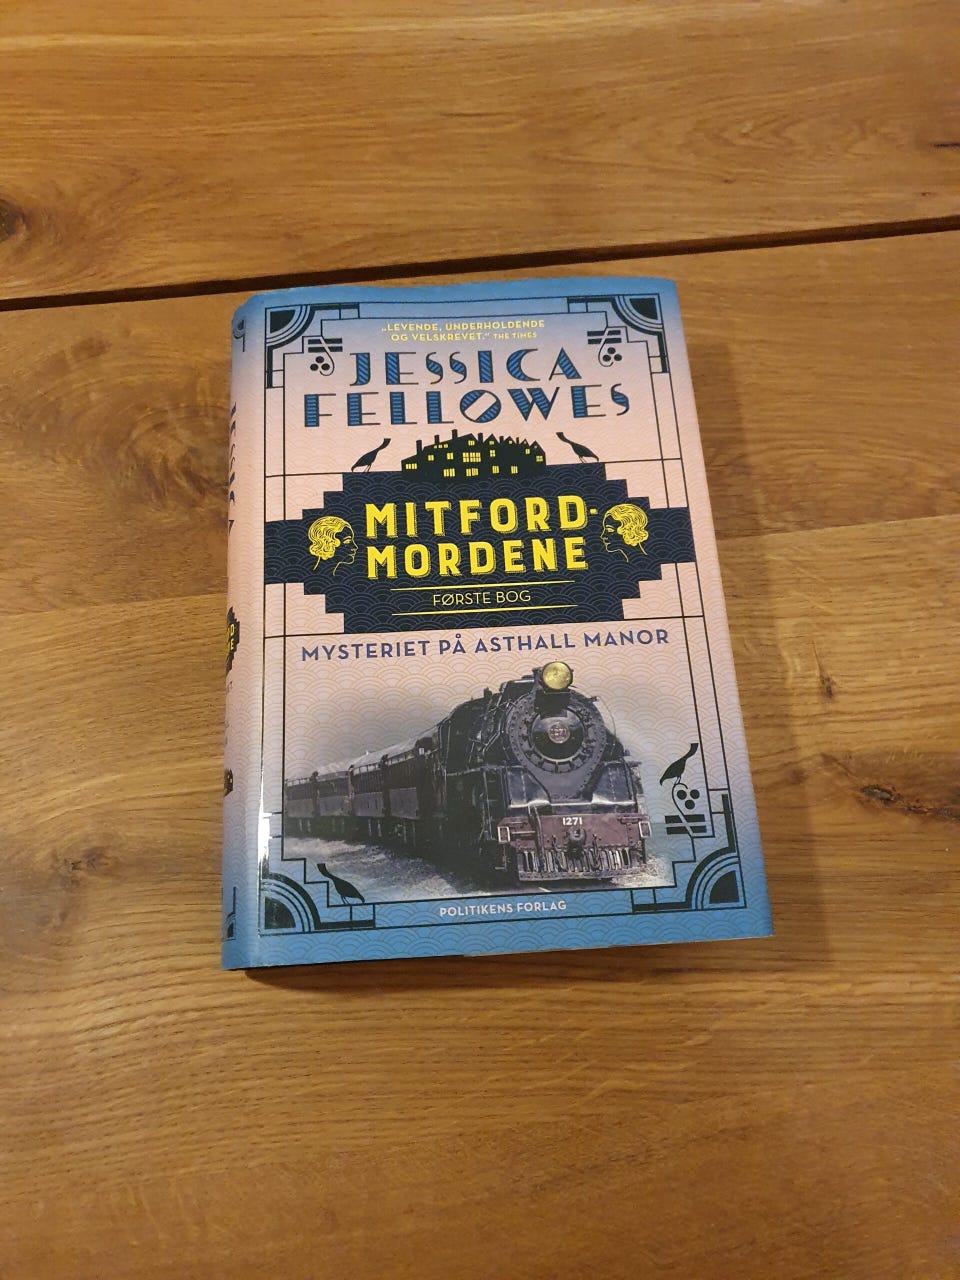 „LEVENDE, UNDERHOLDENDE
OG VELSKREVET.“ THE TIMES
JESSICA
FELLOWES
MITFORD-
MORDENE
FØRSTE BOG
MYSTERIET PÅ ASTHALL MANOR
1271
POLITIKENS FORLAG